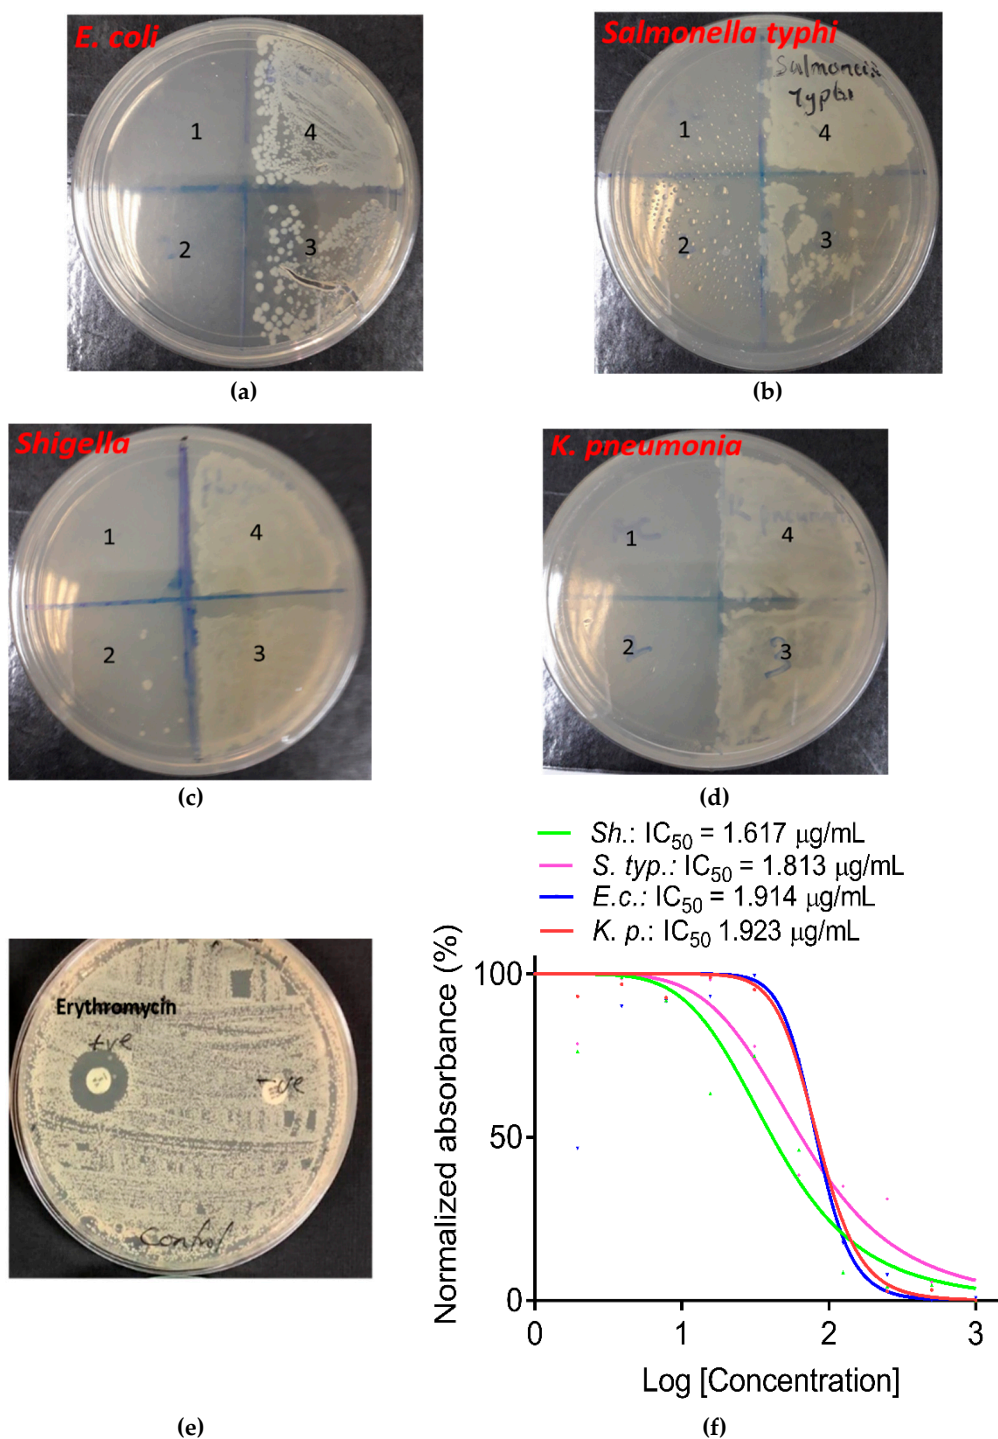 E. coli
1
4
2
3
(a)
Salmonella typhi
Salmonella
Typhi
1
4
2
3
(b)
Shigella
1
4
2
3
(c)
K. pneumonia
1
4
2
2
3
3
(d)
Erythromycin
+ve
-ve
Control
(e)
Sh.: IC50 = 1.617 μg/mL
S. typ.: IC50 = 1.813 μg/mL
E.c.: IC50 = 1.914 μg/mL
K. p.: IC50 1.923 μg/mL
Normalized absorbance (%)
100
50
0
0 1 2 3
Log [Concentration]
(f)